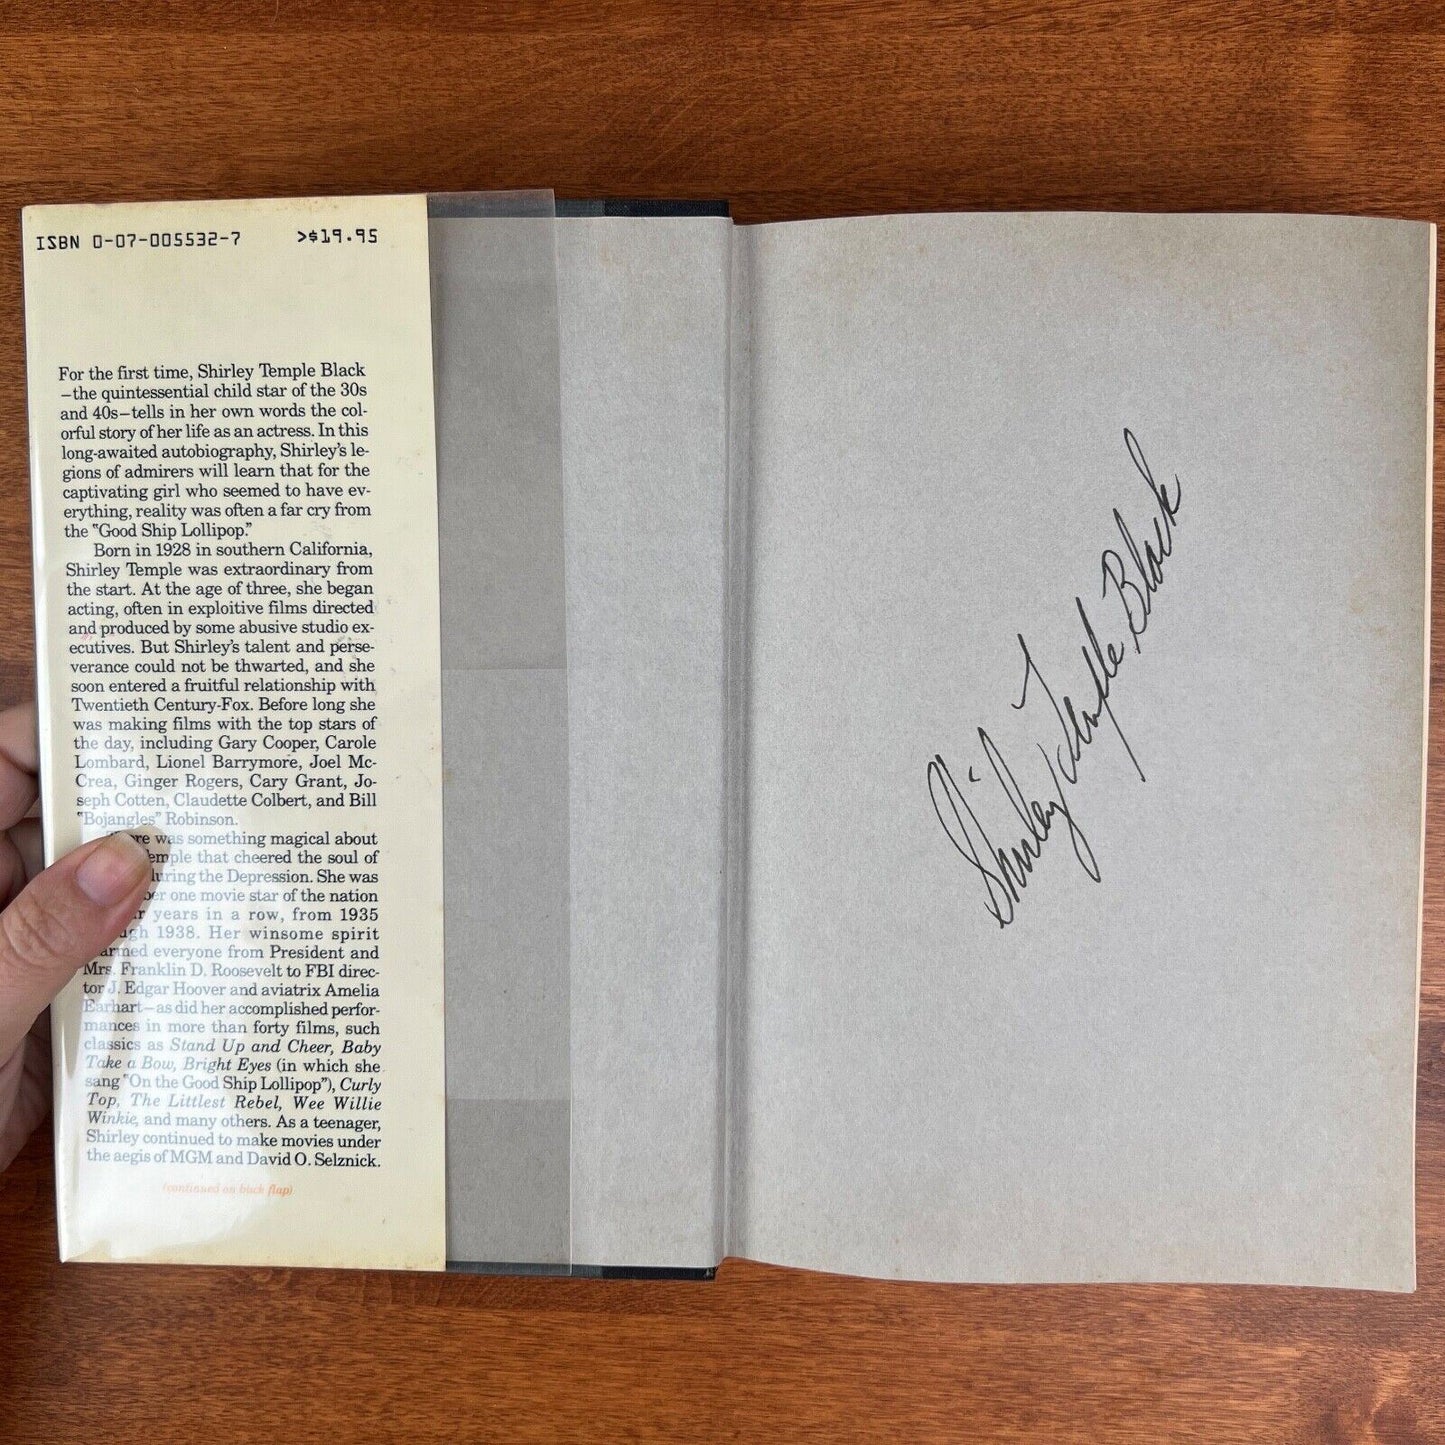 ISBN 0-07-005532-7 >$19.95
For the first time, Shirley Temple Black
—the quintessential child star of the 30s
and 40s—tells in her own words the col-
orful story of her life as an actress. In this
long-awaited autobiography, Shirley's le-
gions of admirers will learn that for the
captivating girl who seemed to have ev-
erything, reality was often a far cry from
the "Good Ship Lollipop."
Born in 1928 in southern California,
Shirley Temple was extraordinary from
the start. At the age of three, she began
acting, often in exploitive films directed
and produced by some abusive studio ex-
ecutives. But Shirley's talent and perse-
verance could not be thwarted, and she
soon entered a fruitful relationship with
Twentieth Century-Fox. Before long she
was making films with the top stars of
the day, including Gary Cooper, Carole
Lombard, Lionel Barrymore, Joel Mc-
Crea, Ginger Rogers, Cary Grant, Jo-
seph Cotten, Claudette Colbert, and Bill
"Bojangles" Robinson.
was something magical about
emple that cheered the soul of
during the Depression. She was
one movie star of the nation
years in a row, from 1935
1938. Her winsome spirit
armed everyone from President and
Mrs. Franklin D. Roosevelt to FBI direc-
tor J. Edgar Hoover and aviatrix Amelia
Earhart—as did her accomplished perfor-
mances in more than forty films, such
classics as Stand Up and Cheer, Baby
Take a Bow, Bright Eyes (in which she
sang "On the Good Ship Lollipop"), Curly
Top, The Littlest Rebel, Wee Willie
Winkie, and many others. As a teenager,
Shirley continued to make movies under
the aegis of MGM and David O. Selznick.
(continued on back flap)
Shirley Temple Black